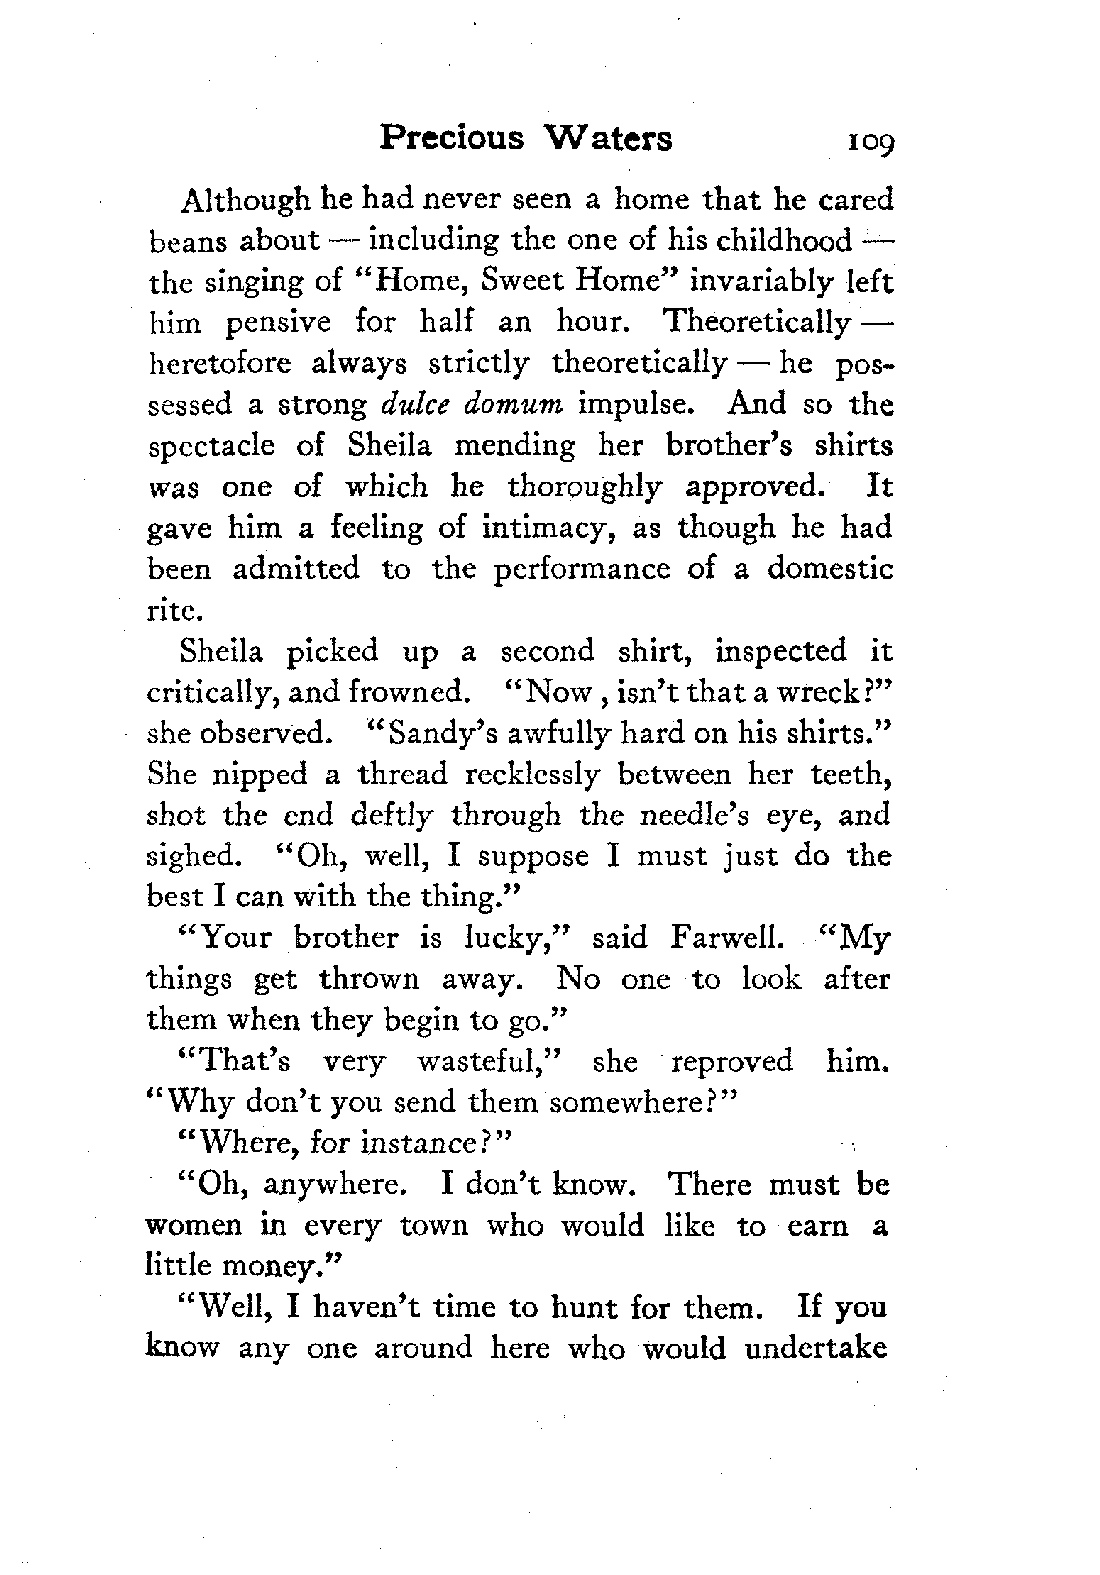 Precious Waters 109
Although he had never seen a home that he cared
beans about — including the one of his childhood —
the singing of “Home, Sweet Home” invariably left
him pensive for half an hour. Theoretically —
heretofore always strictly theoretically — he pos-
sessed a strong dulce domum impulse. And so the
spectacle of Sheila mending her brother’s shirts
was one of which he thoroughly approved. It
gave him a feeling of intimacy, as though he had
been admitted to the performance of a domestic
rite.
Sheila picked up a second shirt, inspected it
critically, and frowned. “Now , isn’t that a wreck?”
she observed. “Sandy’s awfully hard on his shirts.”
She nipped a thread recklessly between her teeth,
shot the end deftly through the needle’s eye, and
sighed. “Oh, well, I suppose I must just do the
best I can with the thing.”
“Your brother is lucky,” said Farwell. “My
things get thrown away. No one to look after
them when they begin to go.”
“That’s very wasteful,” she reproved him.
“Why don’t you send them somewhere?”
“Where, for instance?”
“Oh, anywhere. I don’t know. There must be
women in every town who would like to earn a
little money.”
“Well, I haven’t time to hunt for them. If you
know any one around here who would undertake